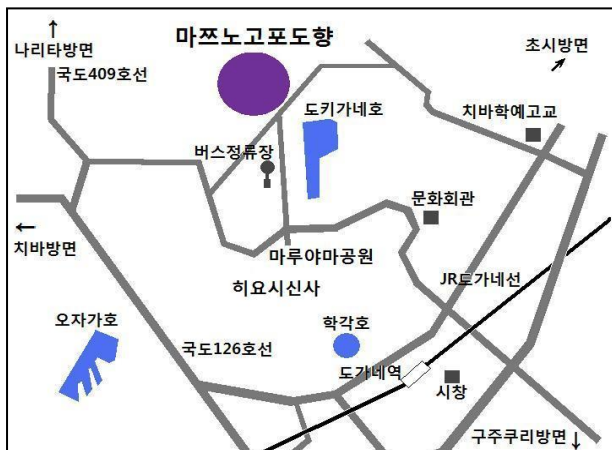 마쯔노고포도향
↑
나리타방면
국도409호선
초시방면
↗
도키가네호
치바학예고교
버스정류장
문화회관
←
치바방면
마루야마공원
히요시신사
JR도가네선
오자가호
국도126호선
학각호
도가네역
시창
구주쿠리방면↓